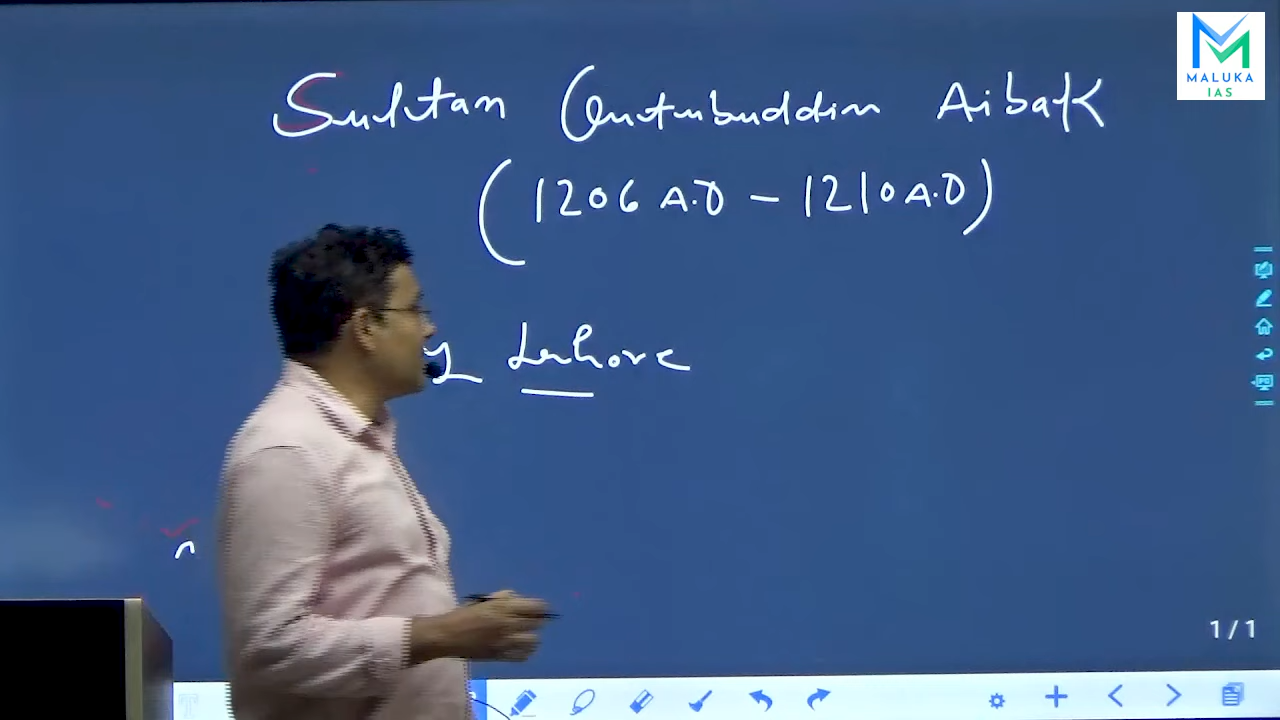 MALUKA
IAS
Sultan Qutubuddin Aibak
(1206 A.D - 1210 A.D)
Lahore
1 / 1